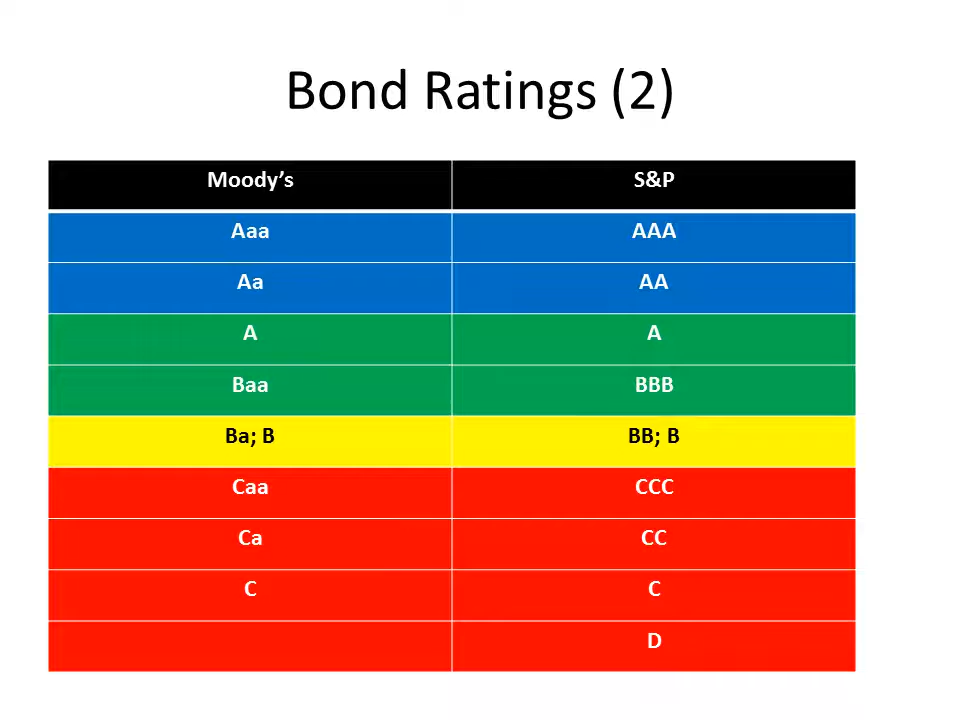 Bond Ratings (2)
Moody’s S&P
Aaa AAA
Aa AA
A A
Baa BBB
Ba; B BB; B
Caa CCC
Ca CC
C C
D